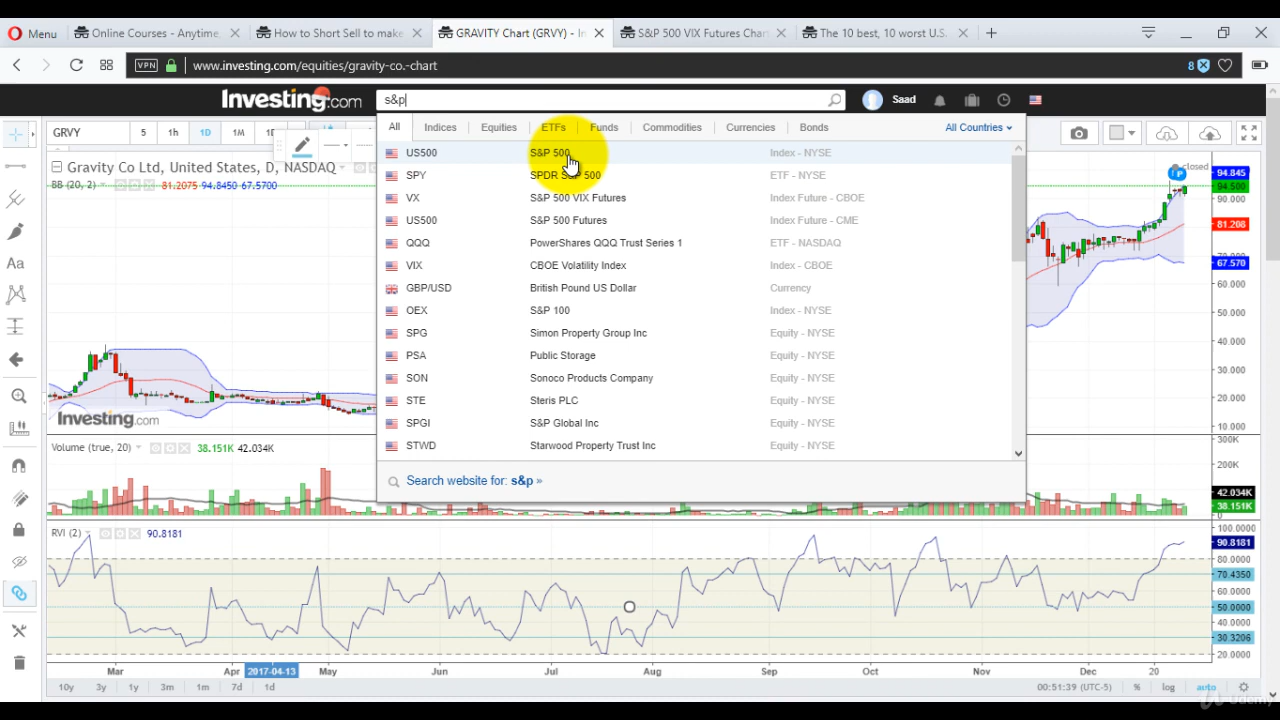 Menu
Online Courses - Anytime,
How to Short Sell to make
GRAVITY Chart (GRVY) - In
S&P 500 VIX Futures Char
The 10 best, 10 worst U.S.
VPN www.investing.com/equities/gravity-co.-chart 8
Investing.com s&p Saad
All Indices Equities ETFs Funds Commodities Currencies Bonds All Countries
GRVY 5 1h 1D 1M
Gravity Co Ltd, United States, D, NASDAQ
BB (20, 2) 81.2075 94.8450 67.5700
US500 S&P 500 Index - NYSE
SPY SPDR S&P 500 ETF - NYSE
VX S&P 500 VIX Futures Index Future - CBOE
US500 S&P 500 Futures Index Future - CME
QQQ PowerShares QQQ Trust Series 1 ETF - NASDAQ
VIX CBOE Volatility Index Index - CBOE
GBP/USD British Pound US Dollar Currency
OEX S&P 100 Index - NYSE
SPG Simon Property Group Inc Equity - NYSE
PSA Public Storage Equity - NYSE
SON Sonoco Products Company Equity - NYSE
STE Steris PLC Equity - NYSE
SPGI S&P Global Inc Equity - NYSE
STWD Starwood Property Trust Inc Equity - NYSE
Search website for: s&p »
closed
P
94.845
94.500
90.000
81.208
67.570
60.000
50.000
40.000
30.000
20.000
10.000
Aa
Investing.com
Volume (true, 20) 38.151K 42.034K
300K
200K
42.034K
38.151K
0
RVI (2) 90.8181
100.0000
90.8181
80.0000
70.4350
60.0000
50.0000
40.0000
30.3206
20.0000
Mar Apr 2017-04-13 May Jun Jul Aug Sep Oct Nov Dec 20
10y 3y 1y 3m 1m 7d 1d 00:51:39 (UTC-5) % log auto
Udemy